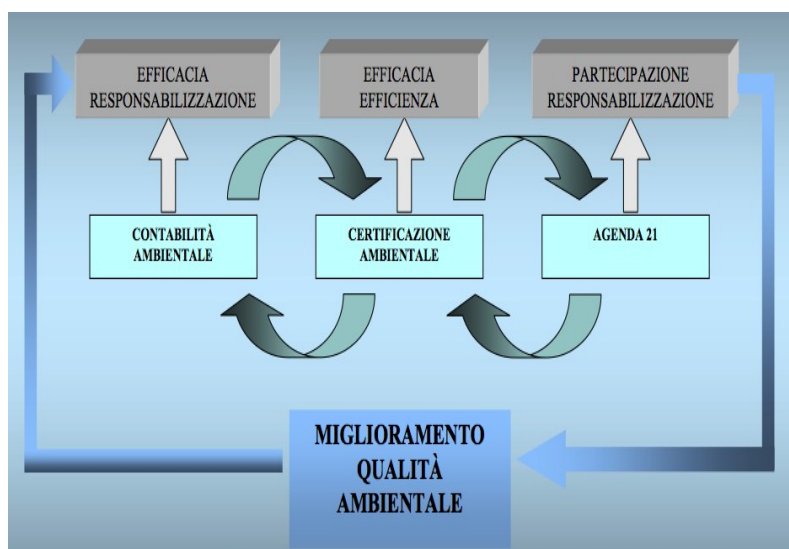 EFFICACIA
RESPONSABILIZZAZIONE
EFFICACIA
EFFICIENZA
PARTECIPAZIONE
RESPONSABILIZZAZIONE
CONTABILITÀ
AMBIENTALE
CERTIFICAZIONE
AMBIENTALE
AGENDA 21
MIGLIORAMENTO
QUALITÀ
AMBIENTALE